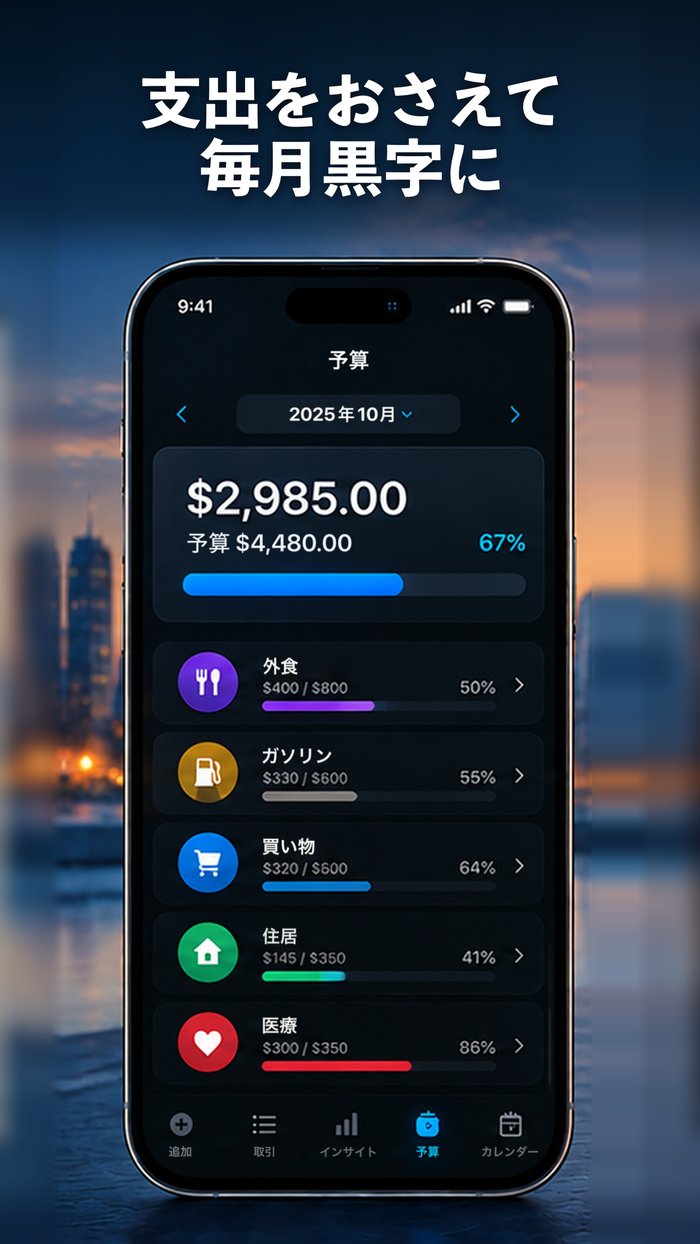 支出をおさえて
毎月黒字に
9:41
予算
2025年10月
$2,985.00
予算 $4,480.00
67%
外食
$400 / $800
50%
ガソリン
$330 / $600
55%
買い物
$320 / $600
64%
住居
$145 / $350
41%
医療
$300 / $350
86%
追加
取引
インサイト
予算
カレンダー